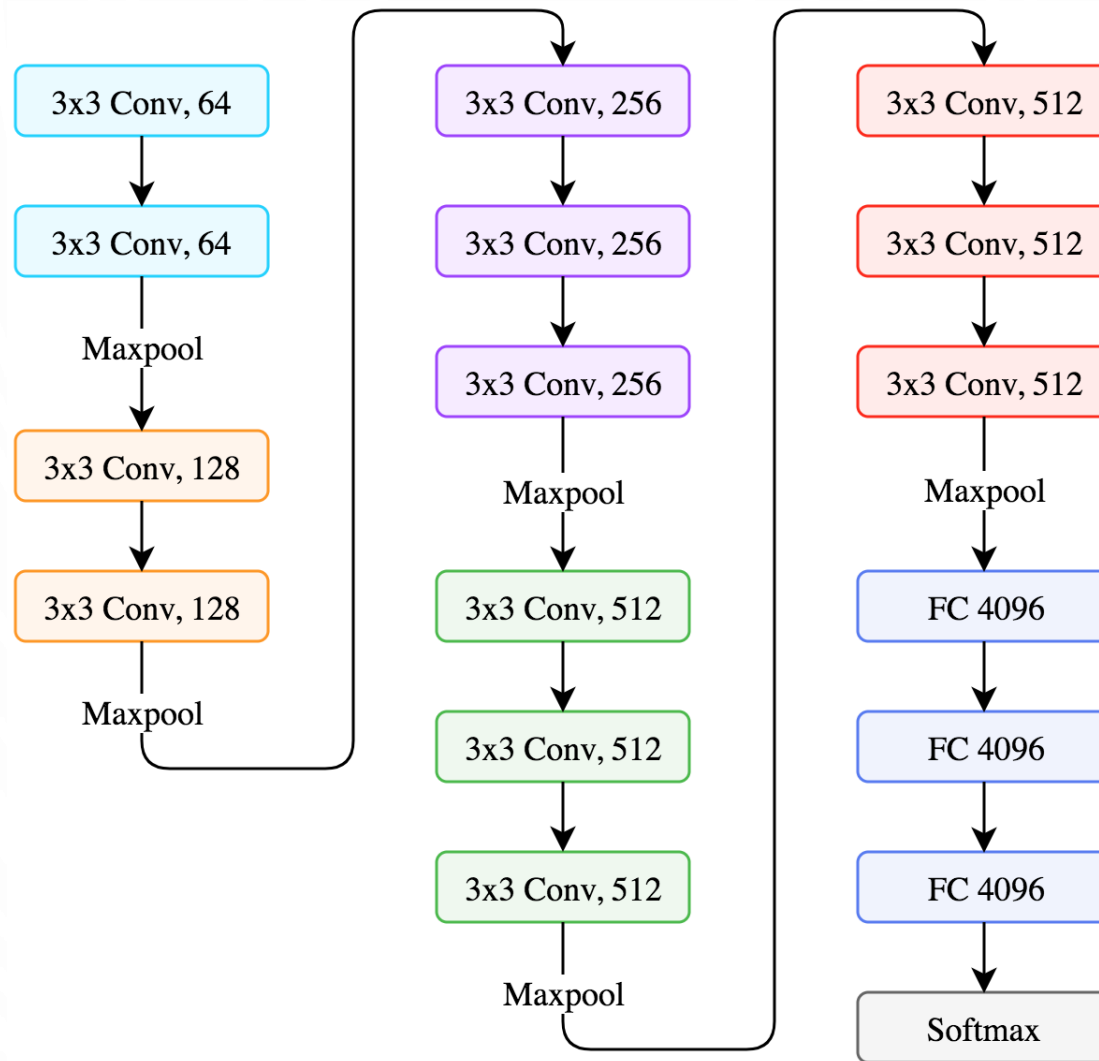 3x3 Conv, 64
3x3 Conv, 64
Maxpool
3x3 Conv, 128
3x3 Conv, 128
Maxpool
3x3 Conv, 256
3x3 Conv, 256
3x3 Conv, 256
Maxpool
3x3 Conv, 512
3x3 Conv, 512
3x3 Conv, 512
Maxpool
3x3 Conv, 512
3x3 Conv, 512
3x3 Conv, 512
Maxpool
FC 4096
FC 4096
FC 4096
Softmax